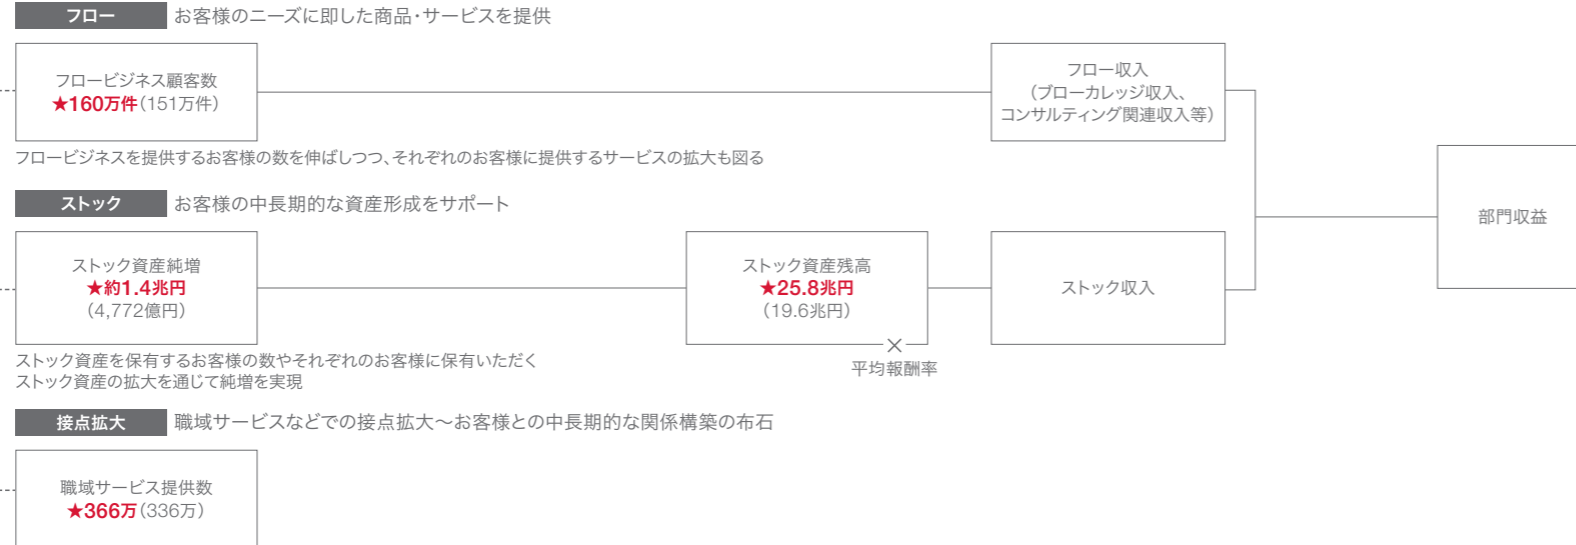 フロー お客様のニーズに即した商品・サービスを提供
フロービジネス顧客数
★160万件(151万件)
フロー収入
(ブローカレッジ収入、
コンサルティング関連収入等)
フロービジネスを提供するお客様の数を伸ばしつつ、それぞれのお客様に提供するサービスの拡大も図る
部門収益
ストック お客様の中長期的な資産形成をサポート
ストック資産純増
★約1.4兆円
(4,772億円)
ストック資産残高
★25.8兆円
(19.6兆円)
×
平均報酬率
ストック収入
ストック資産を保有するお客様の数やそれぞれのお客様に保有いただく
ストック資産の拡大を通じて純増を実現
接点拡大 職域サービスなどでの接点拡大〜お客様との中長期的な関係構築の布石
職域サービス提供数
★366万(336万)